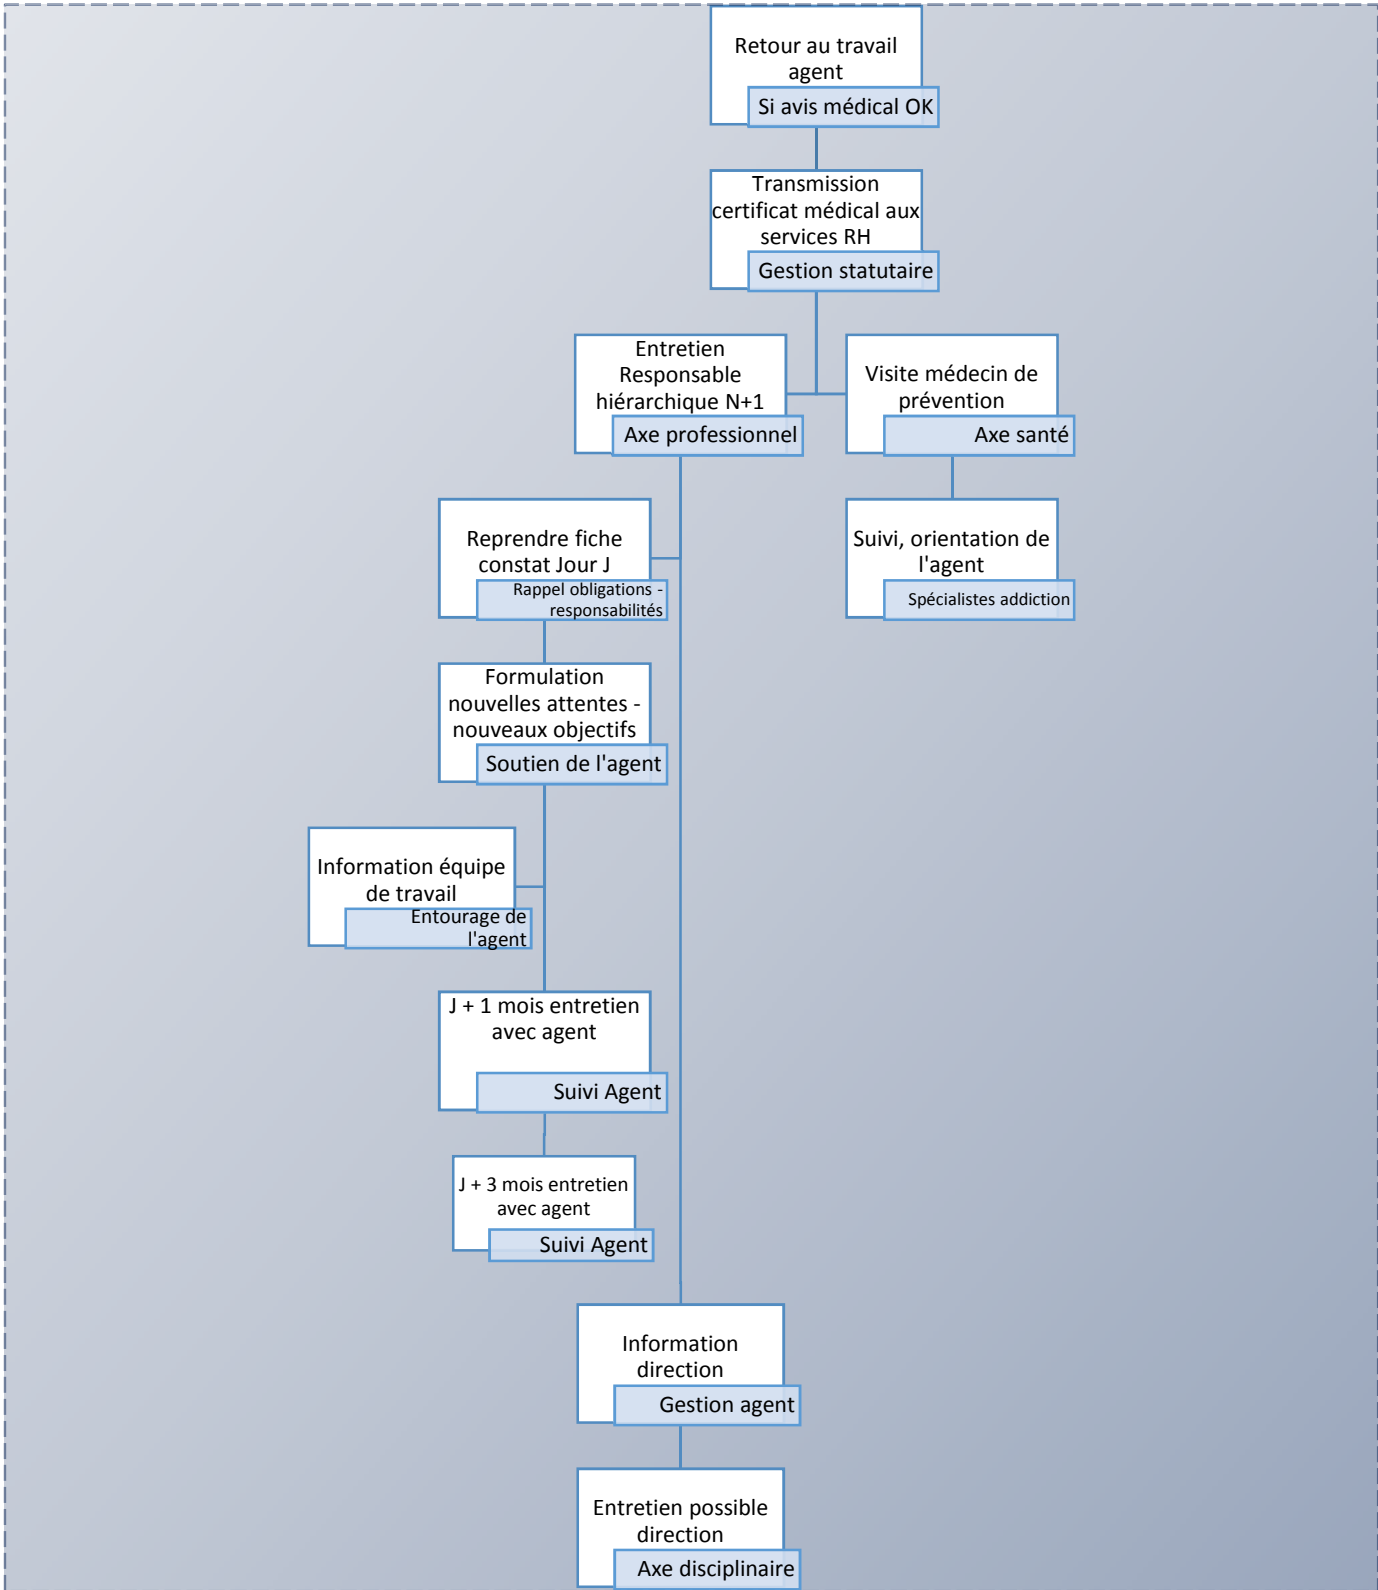 Retour au travail
agent
Si avis médical OK
Transmission
certificat médical aux
services RH
Gestion statutaire
Entretien
Responsable
hiérarchique N+1
Axe professionnel
Visite médecin de
prévention
Axe santé
Reprendre fiche
constat Jour J
Rappel obligations -
responsabilités
Suivi, orientation de
l'agent
Spécialistes addiction
Formulation
nouvelles attentes -
nouveaux objectifs
Soutien de l'agent
Information équipe
de travail
Entourage de
l'agent
J + 1 mois entretien
avec agent
Suivi Agent
J + 3 mois entretien
avec agent
Suivi Agent
Information
direction
Gestion agent
Entretien possible
direction
Axe disciplinaire